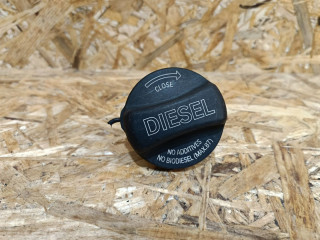 CLOSE
DIESEL
NO ADDITIVES
NO BIODIESEL (MAX.B7)